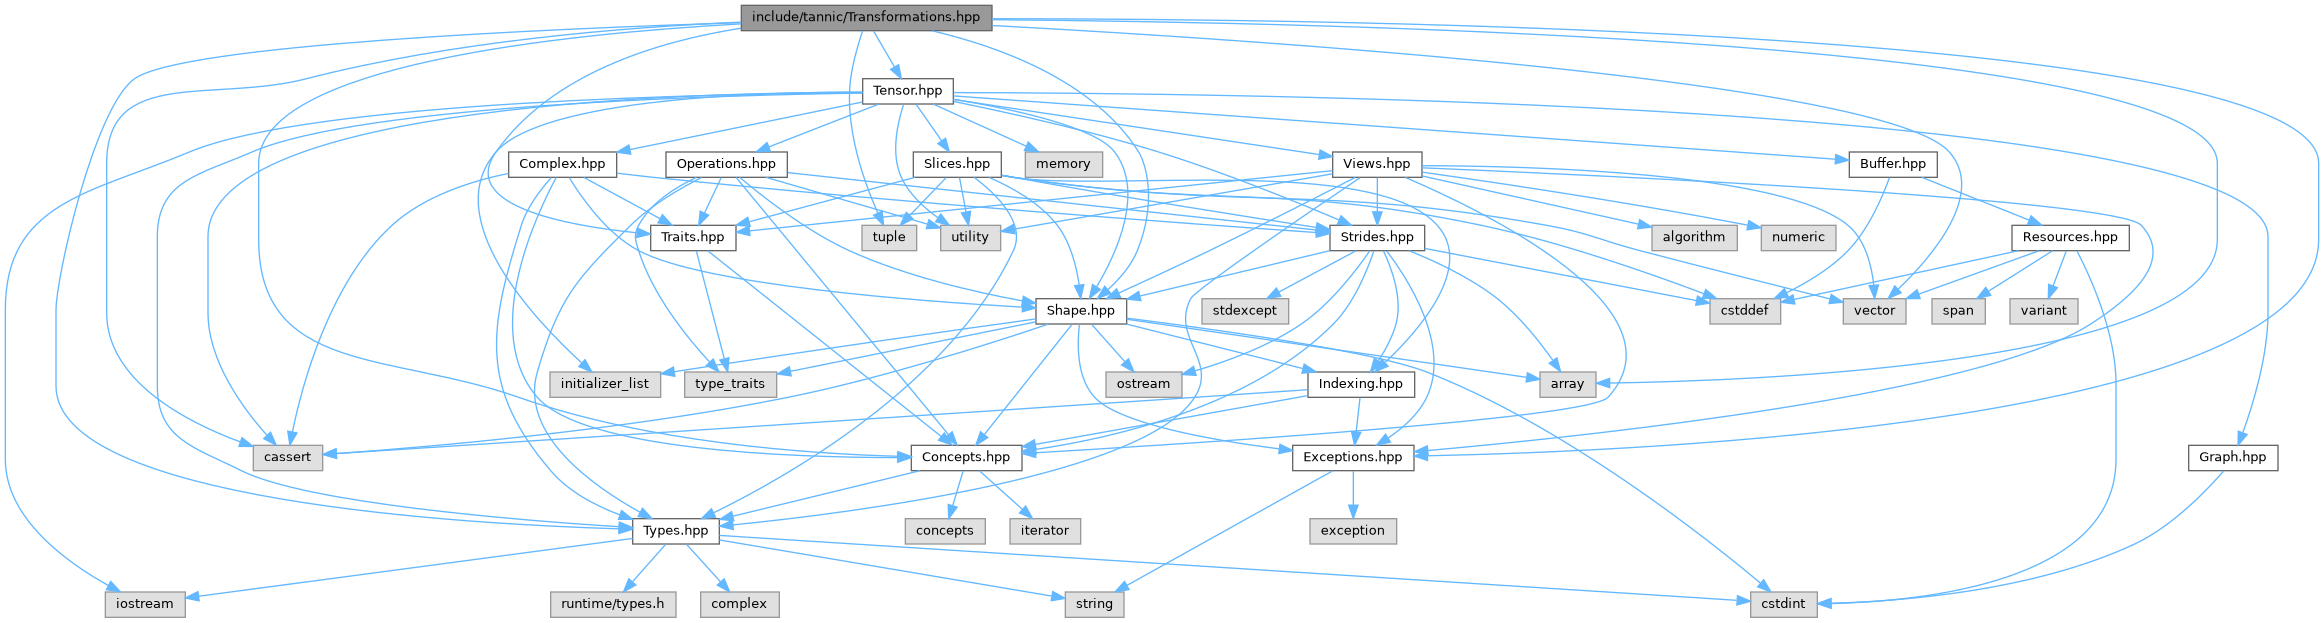 include/tannic/Transformations.hpp
Tensor.hpp
Complex.hpp
Operations.hpp
Slices.hpp
memory
Views.hpp
Buffer.hpp
Traits.hpp
tuple
utility
Strides.hpp
algorithm
numeric
Resources.hpp
Shape.hpp
stdexcept
cstddef
vector
span
variant
initializer_list
type_traits
ostream
Indexing.hpp
array
cassert
Concepts.hpp
Exceptions.hpp
Graph.hpp
Types.hpp
concepts
iterator
exception
iostream
runtime/types.h
complex
string
cstdint